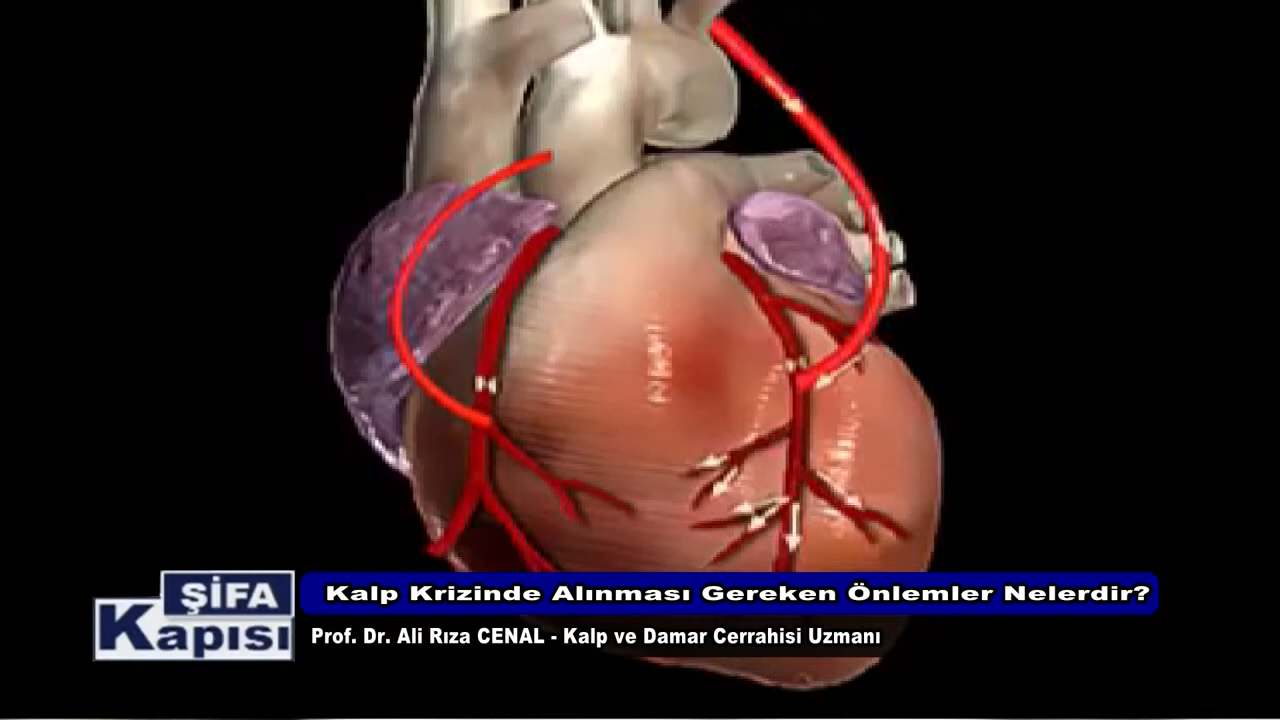 ŞİFA
Kapısı
Kalp Krizinde Alınması Gereken Önlemler Nelerdir?
Prof. Dr. Ali Rıza CENAL - Kalp ve Damar Cerrahisi Uzmanı